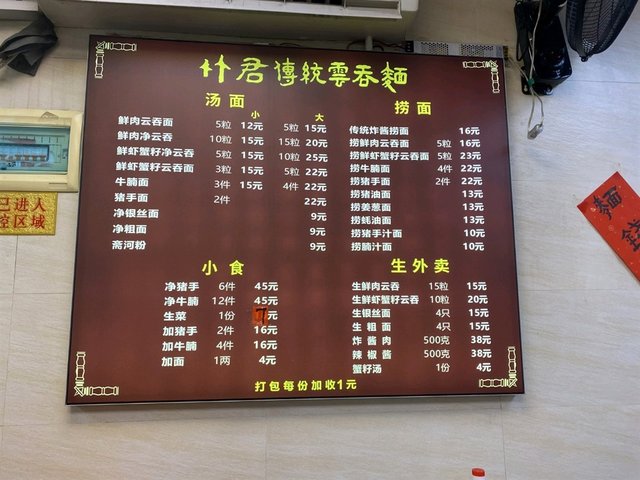 竹君傳統雲吞麵
汤面
小 大
鲜肉云吞面 5粒 12元 5粒 15元
鲜肉净云吞 10粒 15元 15粒 20元
鲜虾蟹籽净云吞 5粒 15元 10粒 25元
鲜虾蟹籽云吞面 3粒 15元 5粒 22元
牛腩面 3件 15元 4件 22元
猪手面 2件 22元
净银丝面 9元
净粗面 9元
斋河粉 9元
捞面
传统炸酱捞面 16元
捞鲜肉云吞面 5粒 16元
捞鲜虾蟹籽云吞面 5粒 23元
捞牛腩面 4件 22元
捞猪手面 2件 22元
捞猪油面 13元
捞姜葱面 13元
捞蚝油面 13元
捞猪手汁面 10元
捞腩汁面 10元
小食
净猪手 6件 45元
净牛腩 12件 45元
生菜 1份 7元
加猪手 2件 16元
加牛腩 4件 16元
加面 1两 4元
生外卖
生鲜肉云吞 15粒 15元
生鲜虾蟹籽云吞 10粒 20元
生银丝面 4只 15元
生粗面 4只 15元
炸酱肉 500克 38元
辣椒酱 500克 38元
蟹籽汤 1份 4元
打包每份加收1元
已进入
控区域
麵